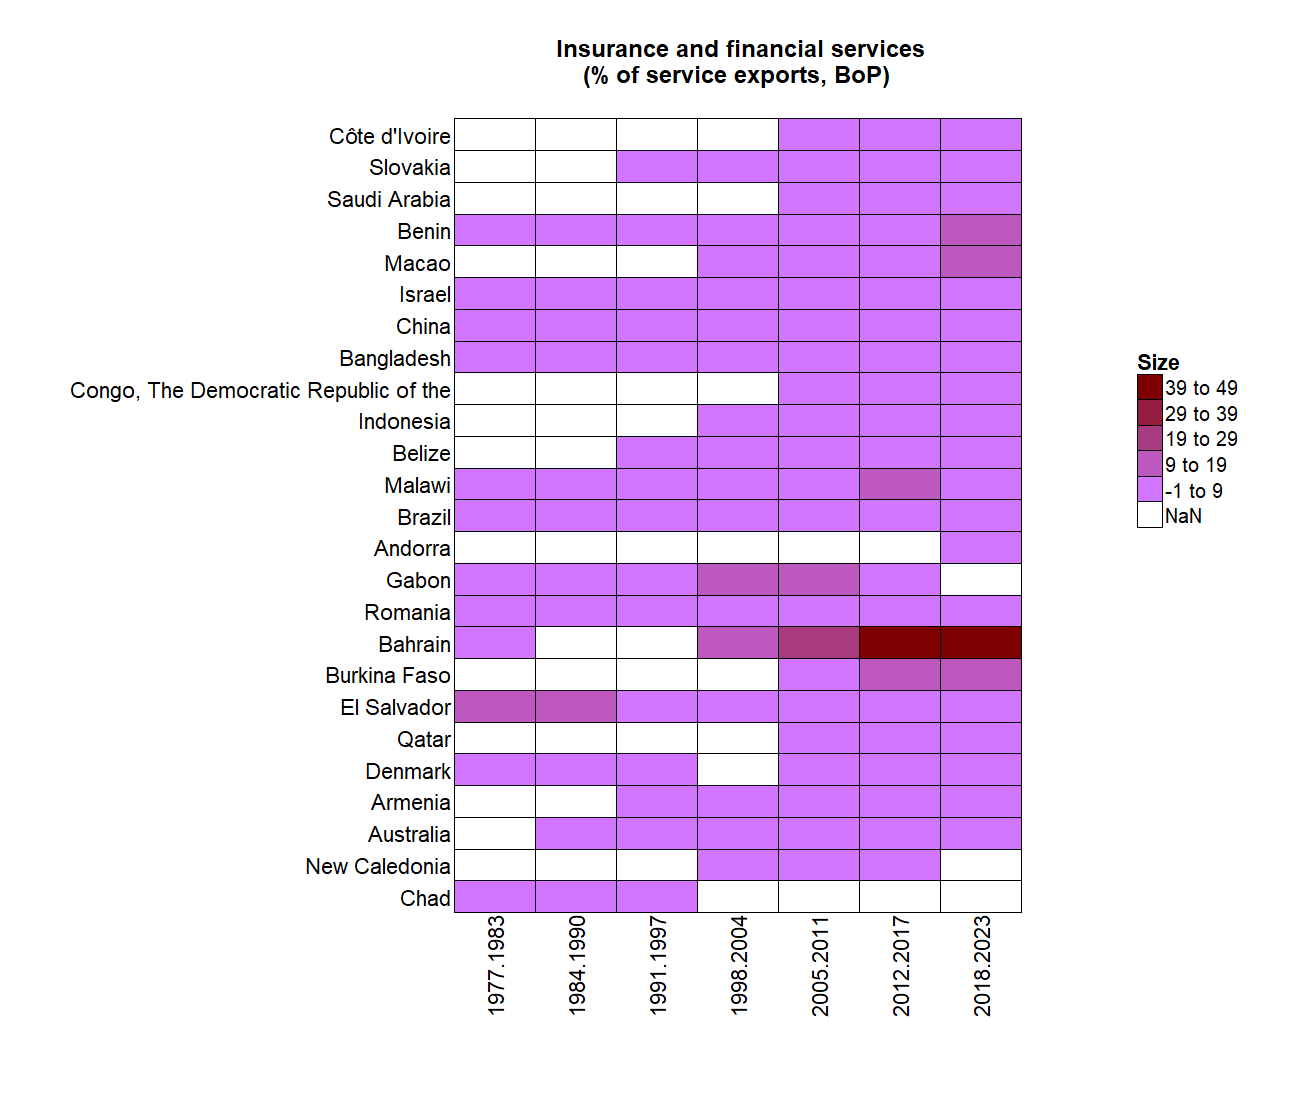 Insurance and financial services
(% of service exports, BoP)
Côte d'Ivoire
Slovakia
Saudi Arabia
Benin
Macao
Israel
China
Bangladesh
Congo, The Democratic Republic of the
Indonesia
Belize
Malawi
Brazil
Andorra
Gabon
Romania
Bahrain
Burkina Faso
El Salvador
Qatar
Denmark
Armenia
Australia
New Caledonia
Chad
1977.1983
1984.1990
1991.1997
1998.2004
2005.2011
2012.2017
2018.2023
Size
39 to 49
29 to 39
19 to 29
9 to 19
-1 to 9
NaN